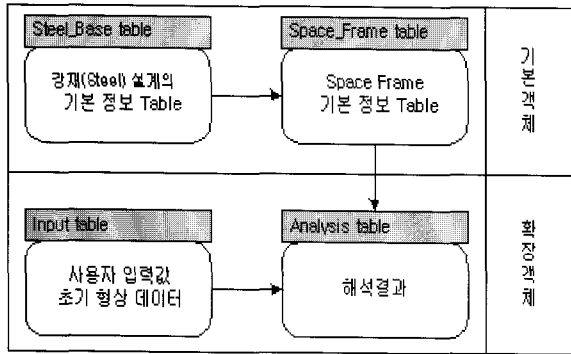 Steel_Base table
강재(Steel) 설계의
기본 정보 Table
Space_Frame table
Space Frame
기본 정보 Table
기본객체
Input table
사용자 입력값
초기 형상 데이터
Analysis table
해석결과
확장객체